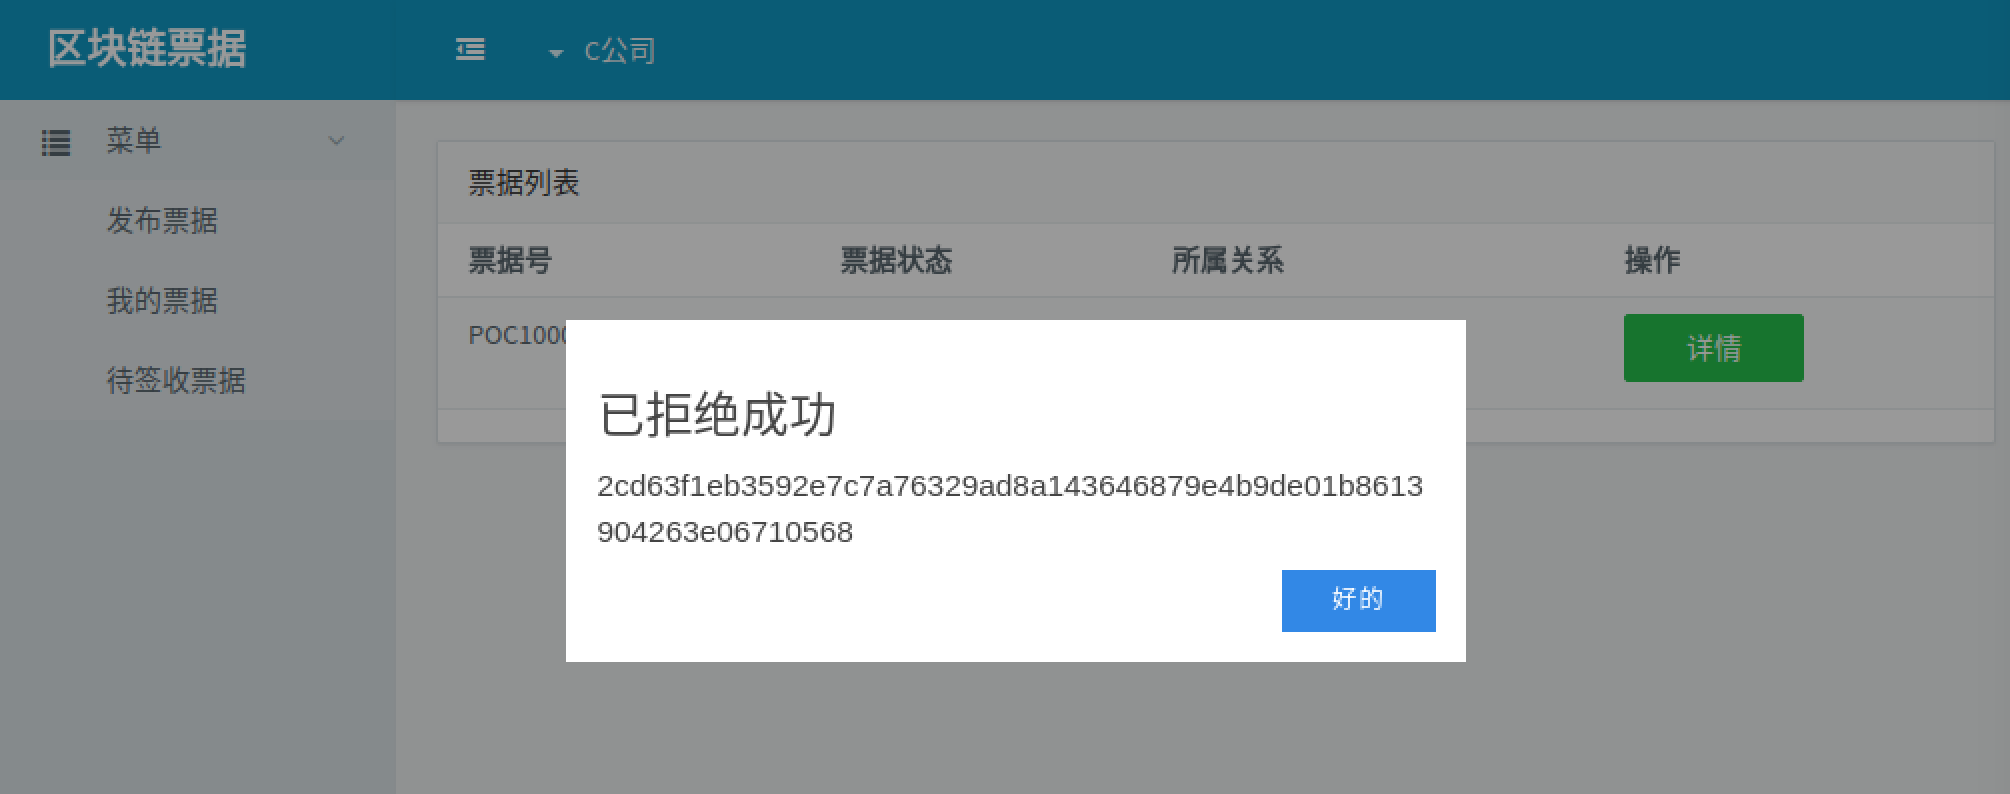 区块链票据
C公司
菜单
发布票据
我的票据
待签收票据
票据列表
票据号 票据状态 所属关系 操作
POC1000
详情
已拒绝成功
2cd63f1eb3592e7c7a76329ad8a143646879e4b9de01b8613
904263e06710568
好的